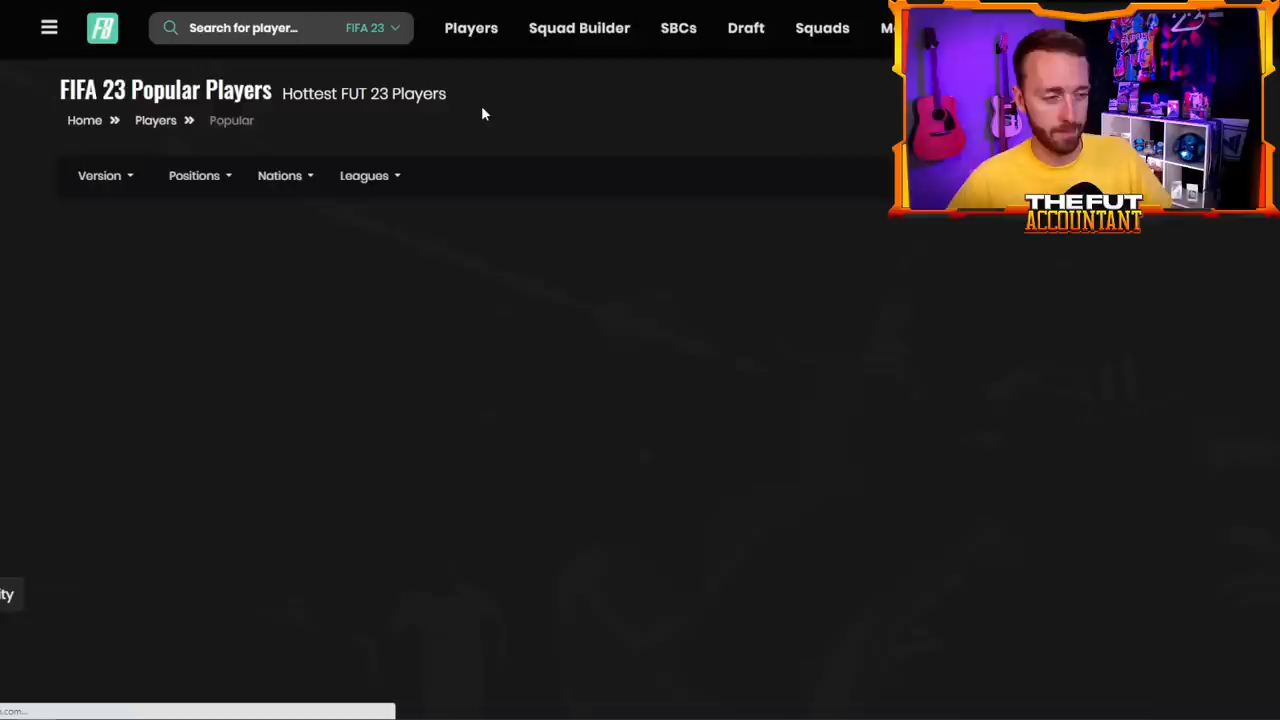 FB
Search for player...
FIFA 23
Players
Squad Builder
SBCs
Draft
Squads
THE FUT
ACCOUNTANT
FIFA 23 Popular Players
Hottest FUT 23 Players
Home » Players » Popular
Version
Positions
Nations
Leagues